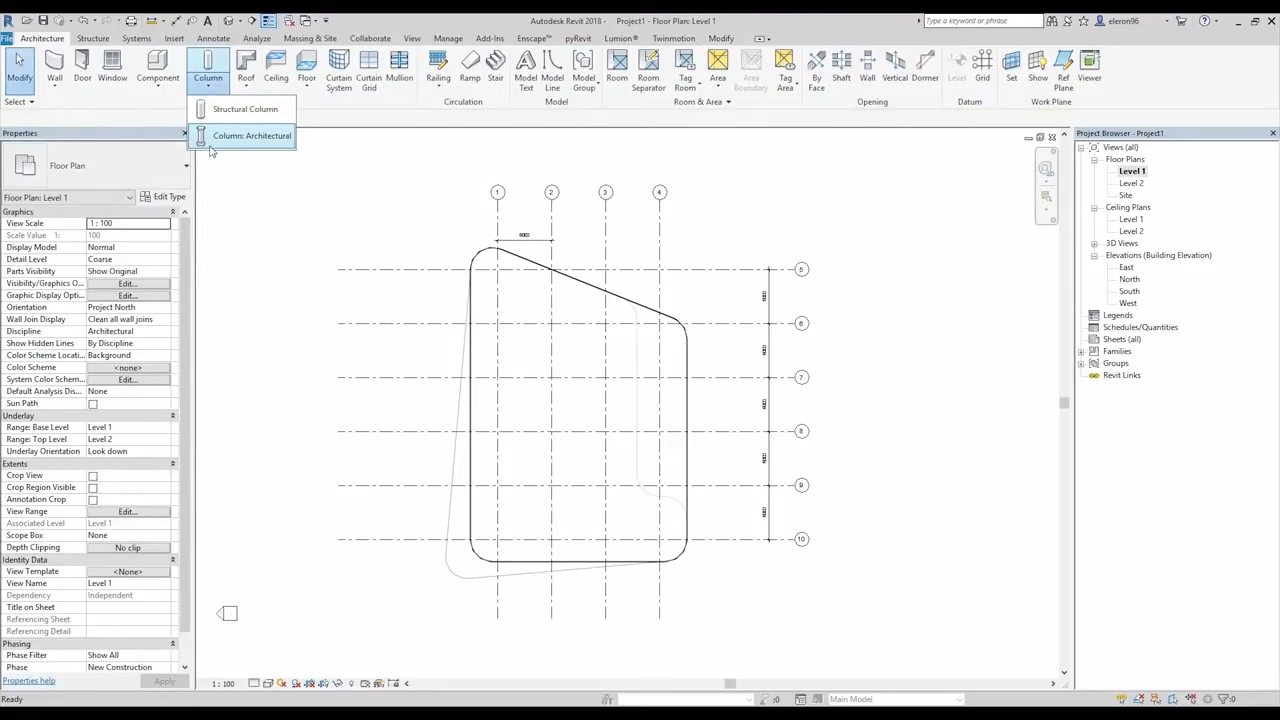 Autodesk Revit 2018 - Project1 - Floor Plan: Level 1
Type a keyword or phrase
eleron96
File Architecture Structure Systems Insert Annotate Analyze Massing & Site Collaborate View Manage Add-Ins Enscape™ pyRevit Lumion® Twinmotion Modify
Modify Wall Door Window Component Column Roof Ceiling Floor Curtain System Curtain Grid Mullion Railing Ramp Stair Model Text Model Line Model Group Room Room Separator Tag Room Area Area Boundary Tag Area By Face Shaft Wall Vertical Dormer Level Grid Set Show Ref Plane Viewer
Select Circulation Model Room & Area Opening Datum Work Plane
Structural Column
Column: Architectural
Properties
Floor Plan
Floor Plan: Level 1 Edit Type
Graphics
View Scale 1 : 100
Scale Value 1: 100
Display Model Normal
Detail Level Coarse
Parts Visibility Show Original
Visibility/Graphics O... Edit...
Graphic Display Opti... Edit...
Orientation Project North
Wall Join Display Clean all wall joins
Discipline Architectural
Show Hidden Lines By Discipline
Color Scheme Locati... Background
Color Scheme <none>
System Color Schem... Edit...
Default Analysis Dis... None
Sun Path
Underlay
Range: Base Level Level 1
Range: Top Level Level 2
Underlay Orientation Look down
Extents
Crop View
Crop Region Visible
Annotation Crop
View Range Edit...
Associated Level Level 1
Scope Box None
Depth Clipping No clip
Identity Data
View Template <None>
View Name Level 1
Dependency Independent
Title on Sheet
Referencing Sheet
Referencing Detail
Phasing
Phase Filter Show All
Phase New Construction
Properties help Apply
1 2 3 4
5
6
7
8
9
10
Project Browser - Project1
Views (all)
Floor Plans
Level 1
Level 2
Site
Ceiling Plans
Level 1
Level 2
3D Views
Elevations (Building Elevation)
East
North
South
West
Legends
Schedules/Quantities
Sheets (all)
Families
Groups
Revit Links
1 : 100
Ready
:0
Main Model
:0